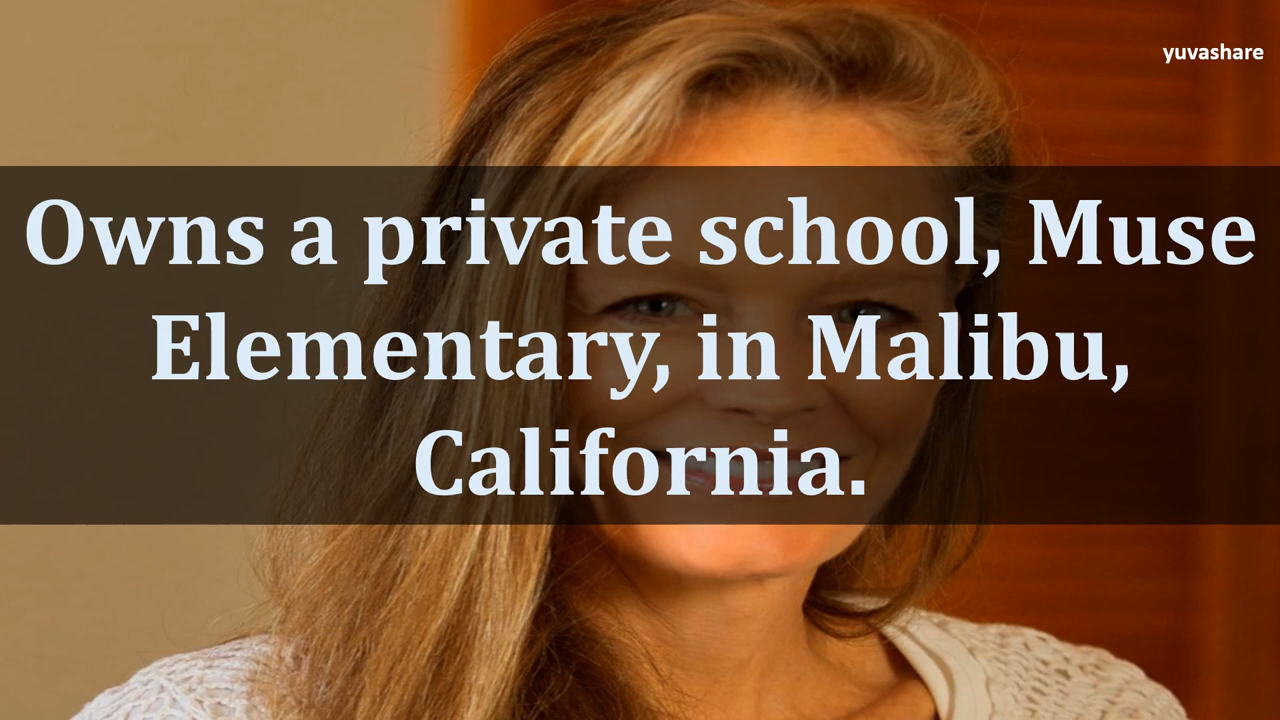 yuvashare
Owns a private school, Muse
Elementary, in Malibu,
California.